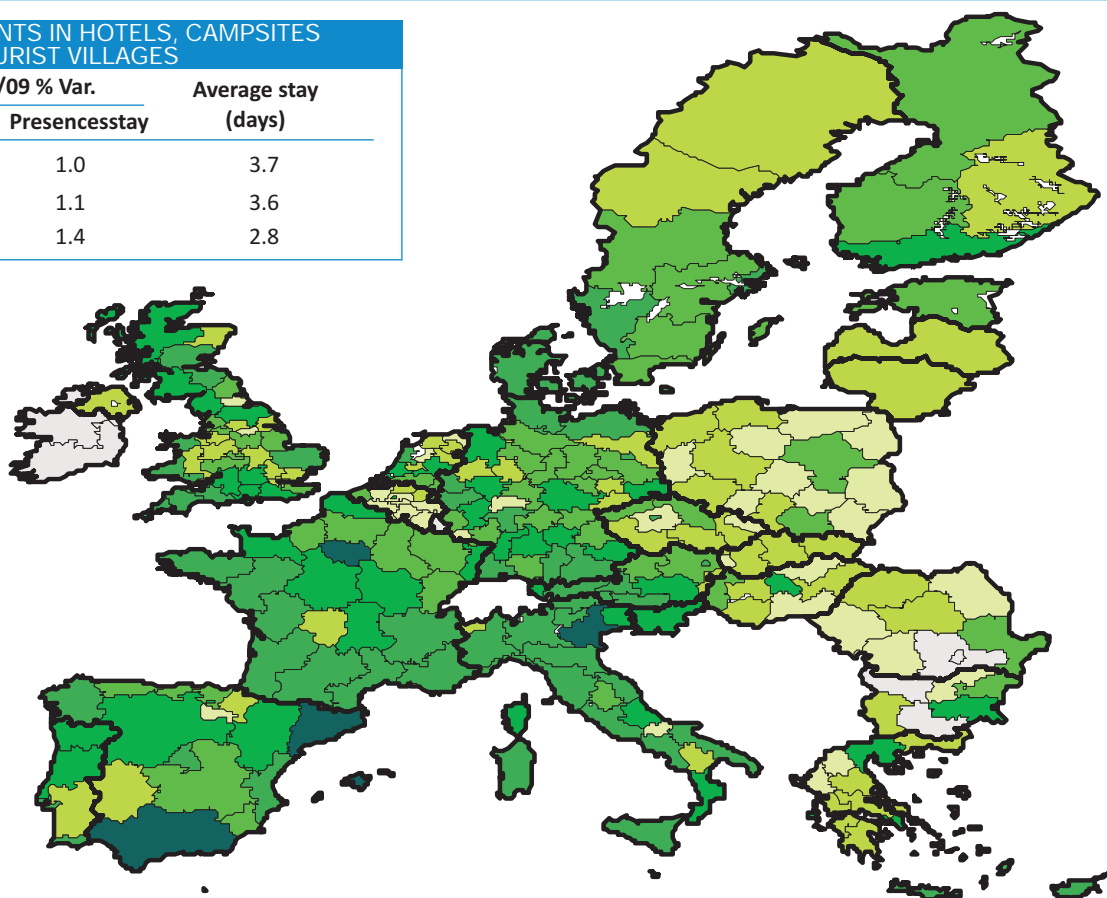 NTS IN HOTELS, CAMPSITES
URIST VILLAGES
/09 % Var.
Average stay
Presencesstay
(days)
1.0 3.7
1.1 3.6
1.4 2.8